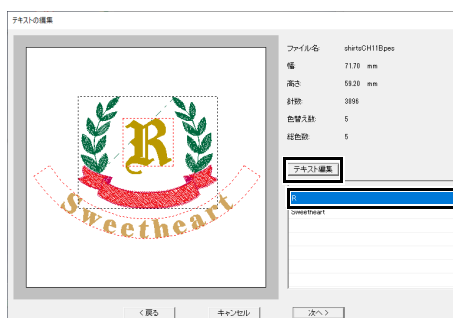 テキストの編集
ファイル名: shirtsCH11B.pes
幅: 71.70 mm
高さ: 59.20 mm
針数: 3896
色替え数: 5
総色数: 5
R
Sweetheart
テキスト編集
R
Sweetheart
< 戻る
キャンセル
次へ >